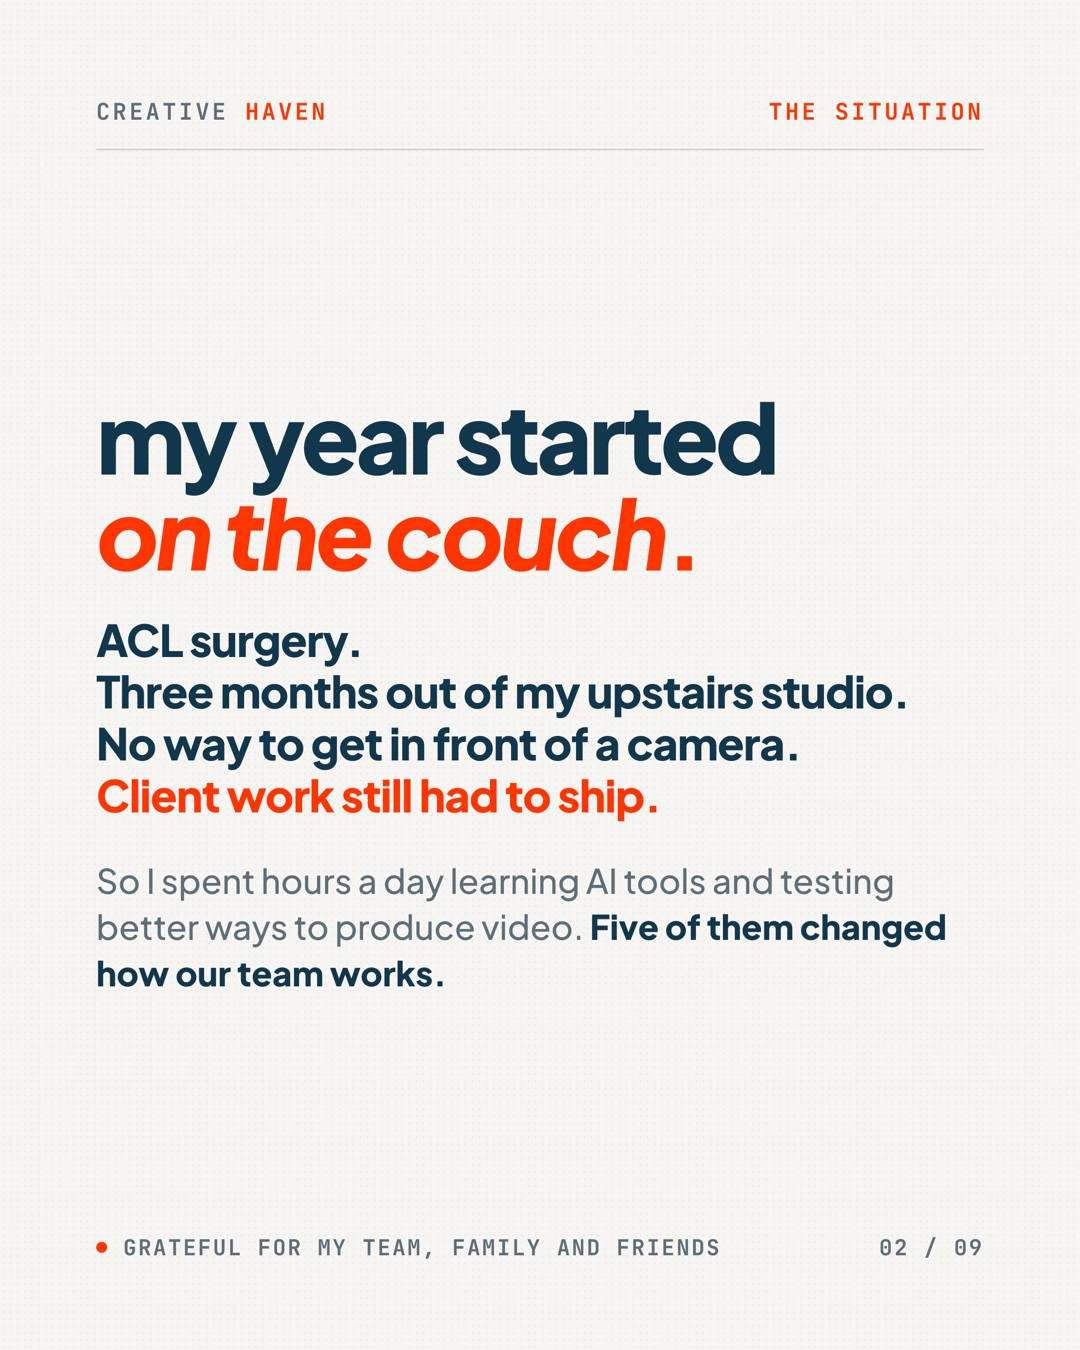 CREATIVE HAVEN
THE SITUATION
my year started
on the couch.
ACL surgery.
Three months out of my upstairs studio.
No way to get in front of a camera.
Client work still had to ship.
So I spent hours a day learning AI tools and testing
better ways to produce video. Five of them changed
how our team works.
GRATEFUL FOR MY TEAM, FAMILY AND FRIENDS
02 / 09